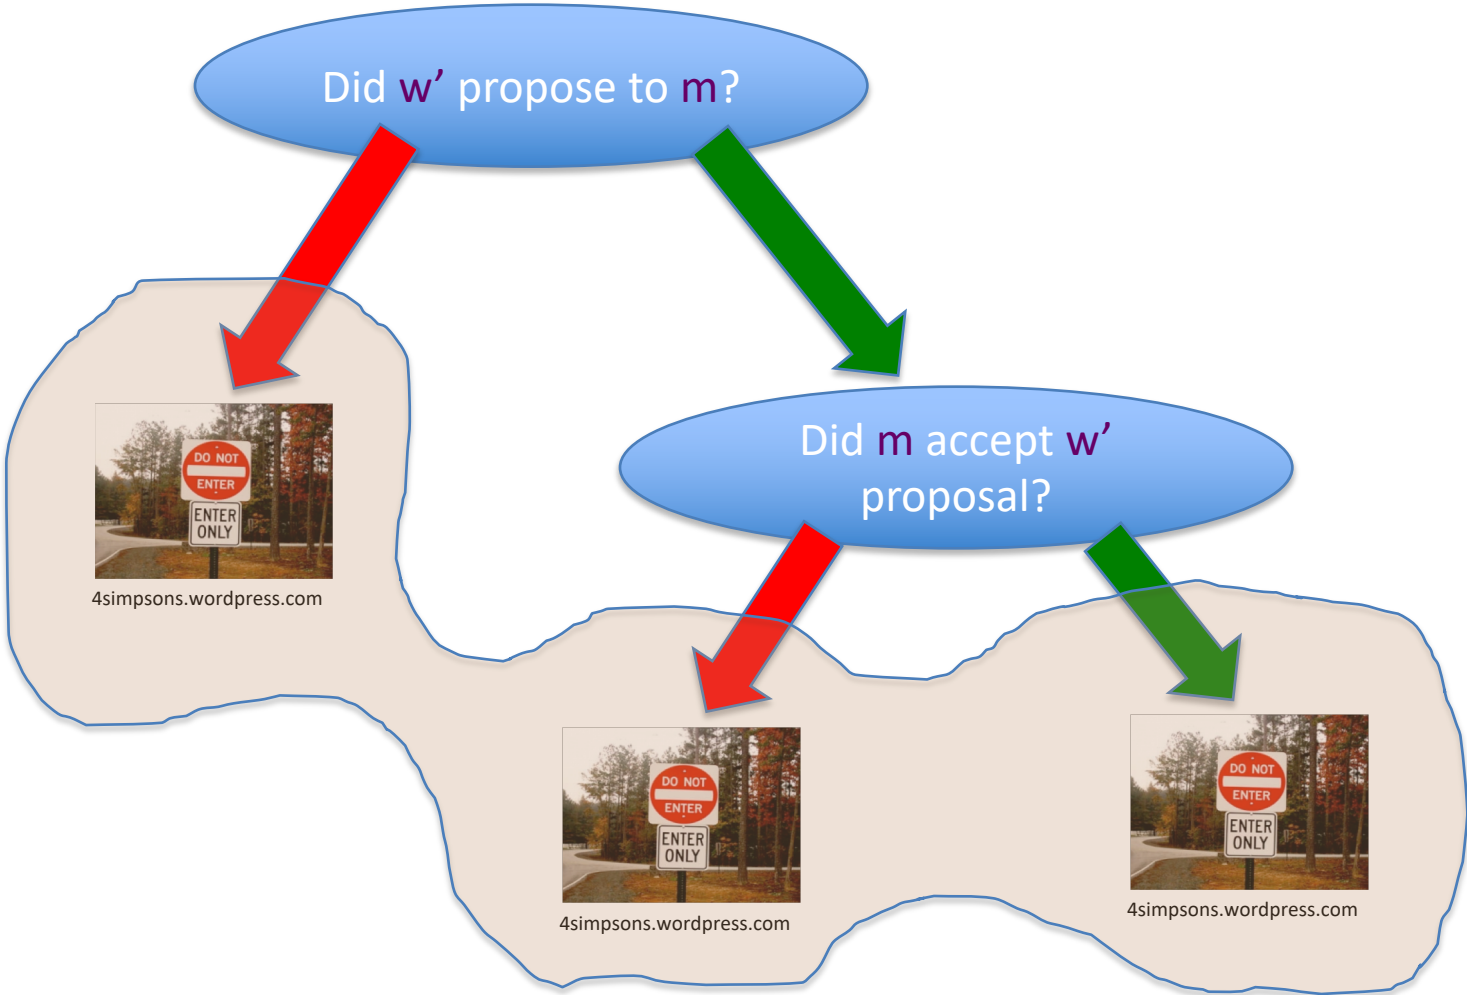 Did w’ propose to m?
Did m accept w’
proposal?
DO NOT
ENTER
ENTER
ONLY
4simpsons.wordpress.com
DO NOT
ENTER
ENTER
ONLY
4simpsons.wordpress.com
DO NOT
ENTER
ENTER
ONLY
4simpsons.wordpress.com